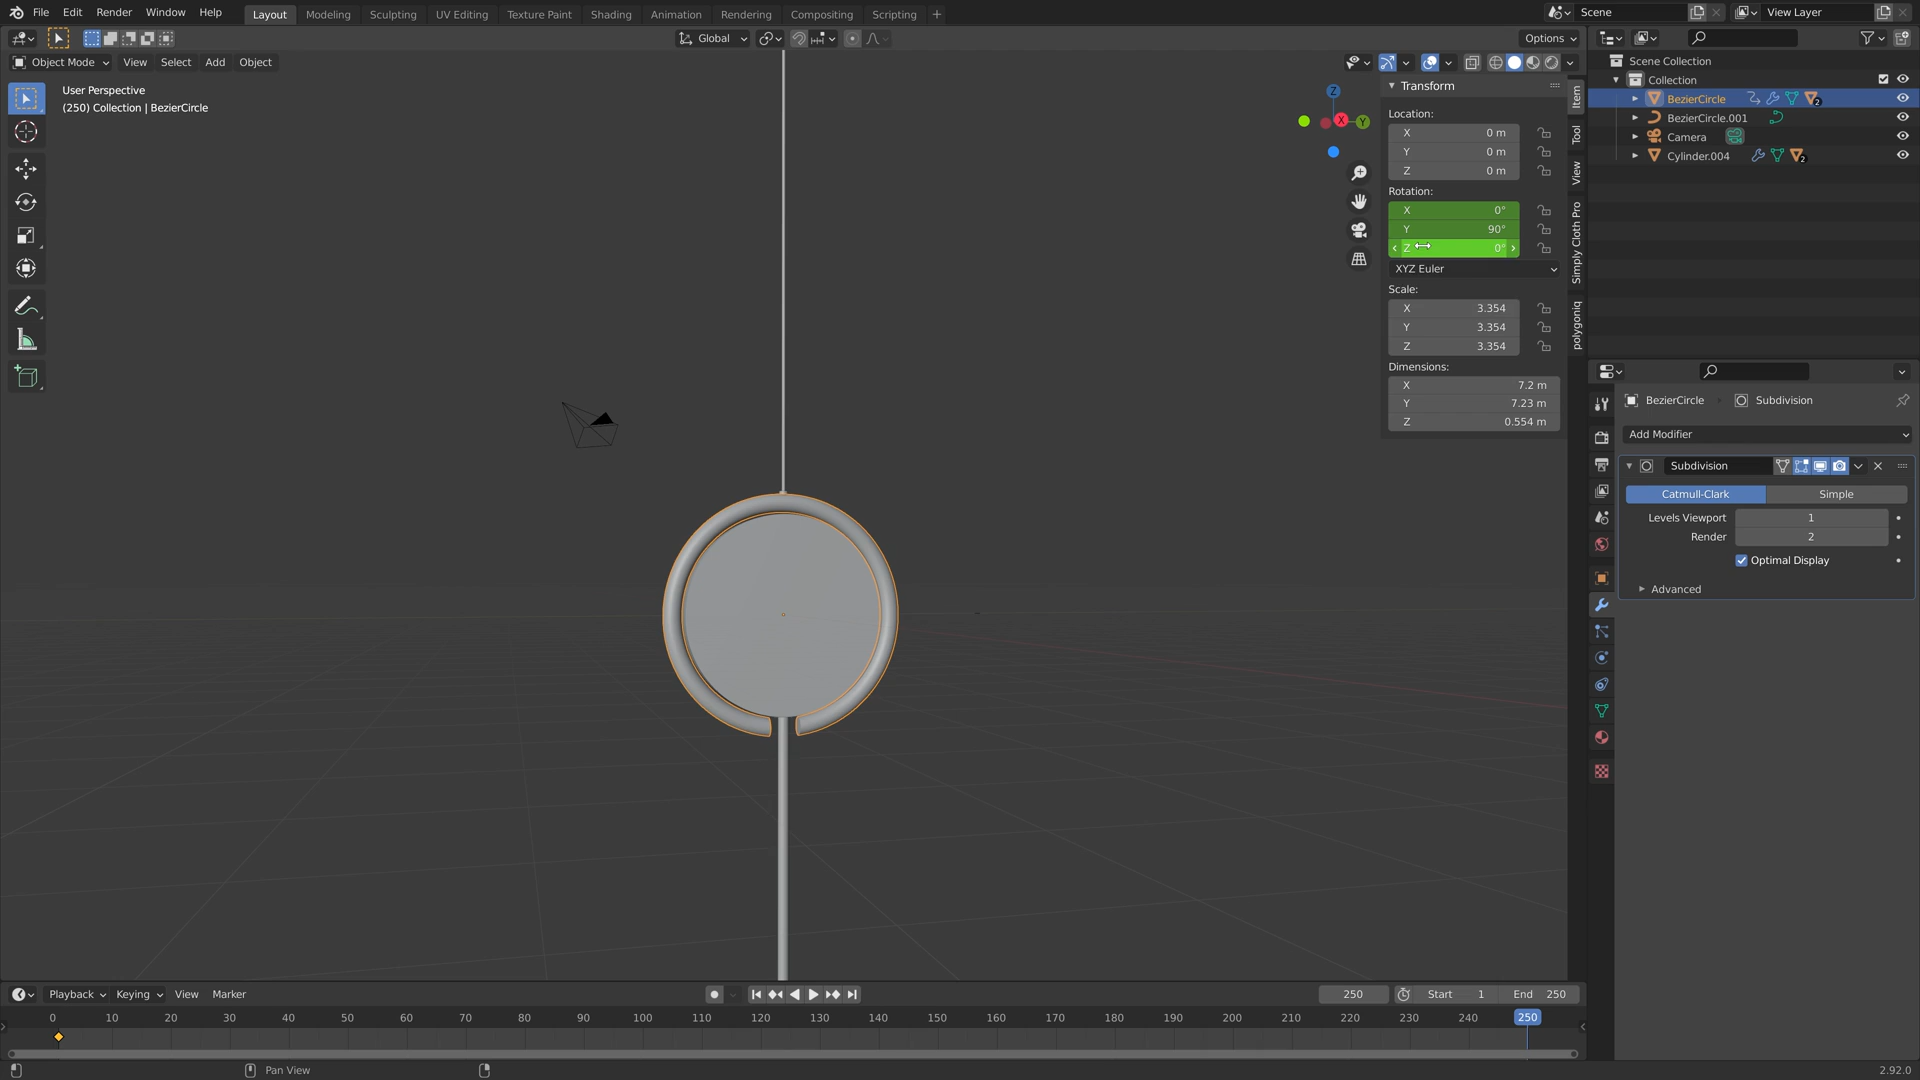 File Edit Render Window Help Layout Modeling Sculpting UV Editing Texture Paint Shading Animation Rendering Compositing Scripting + Scene View Layer
Global Options
Object Mode View Select Add Object
User Perspective
(250) Collection | BezierCircle
Z
X
Y
Transform
Location:
X 0 m
Y 0 m
Z 0 m
Rotation:
X 0°
Y 90°
Z 0°
XYZ Euler
Scale:
X 3.354
Y 3.354
Z 3.354
Dimensions:
X 7.2 m
Y 7.23 m
Z 0.554 m
Item
Tool
View
Simply Cloth Pro
polygoniq
Scene Collection
Collection
BezierCircle 2
BezierCircle.001
Camera
Cylinder.004 2
BezierCircle Subdivision
Add Modifier
Subdivision
Catmull-Clark Simple
Levels Viewport 1
Render 2
Optimal Display
Advanced
Playback Keying View Marker 250 Start 1 End 250
0 10 20 30 40 50 60 70 80 90 100 110 120 130 140 150 160 170 180 190 200 210 220 230 240 250
Pan View 2.92.0